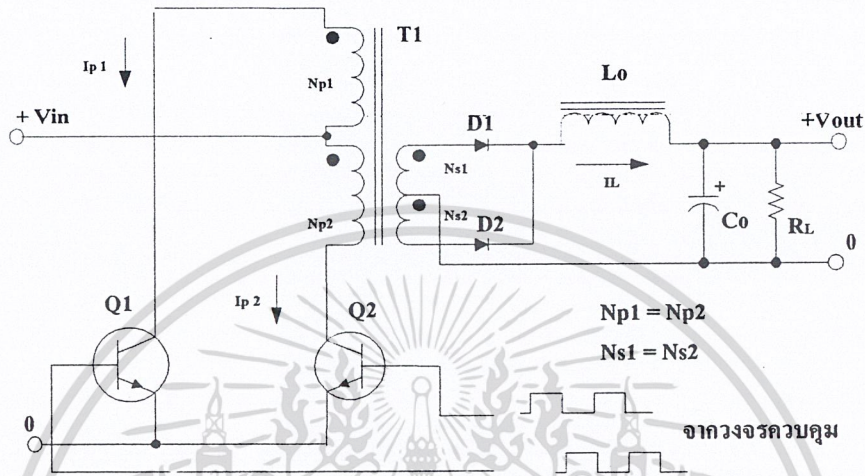 T1
Ip 1
Np1
Lo
+ Vin
D1
+Vout
Ns1
IL
Np2
Ns2
D2
+
Co
RL
0
Q1
Ip 2
Q2
Np1 = Np2
Ns1 = Ns2
0
จากวงจรควบคุม